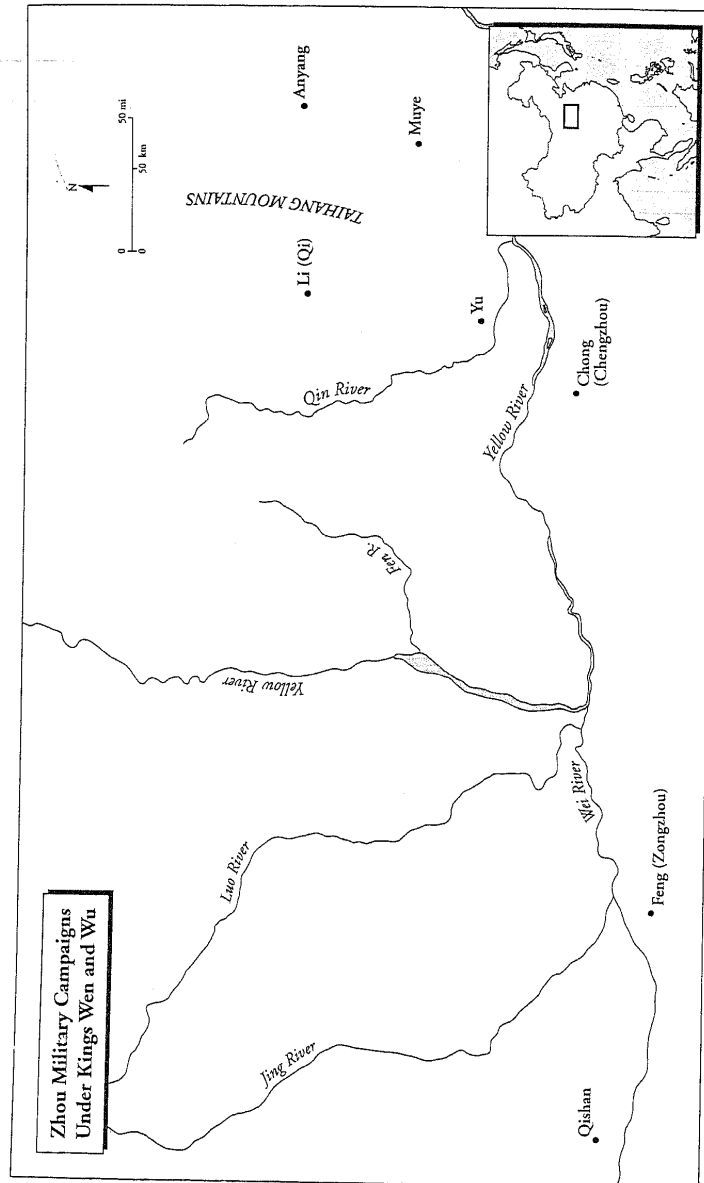 Zhou Military Campaigns
Under Kings Wen and Wu
Jing River
Luo River
Qishan
Feng (Zongzhou)
Wei River
Yellow River
Fen R.
Qin River
Yellow River
Li (Qi)
TAIHANG MOUNTAINS
Anyang
Muye
Yu
Chong
(Chengzhou)
N
0
50 mi
0
50 km